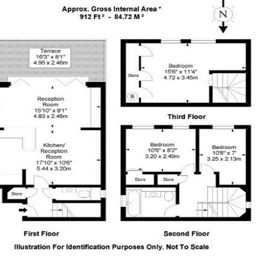 Approx. Gross Internal Area *
912 Ft² - 84.72 M²
N
Terrace
16'3" x 8'1"
4.95 x 2.46m
Reception
Room
15'10" x 8'1"
4.83 x 2.46m
Kitchen/
Reception
Room
17'10" x 10'6"
5.44 x 3.20m
Store
First Floor
Bedroom
15'6" x 11'4"
4.72 x 3.45m
Store
Third Floor
Bedroom
10'6" x 8'2"
3.20 x 2.49m
Bedroom
10'8" x 7'
3.25 x 2.13m
Store
Store
Second Floor
Illustration For Identification Purposes Only. Not To Scale